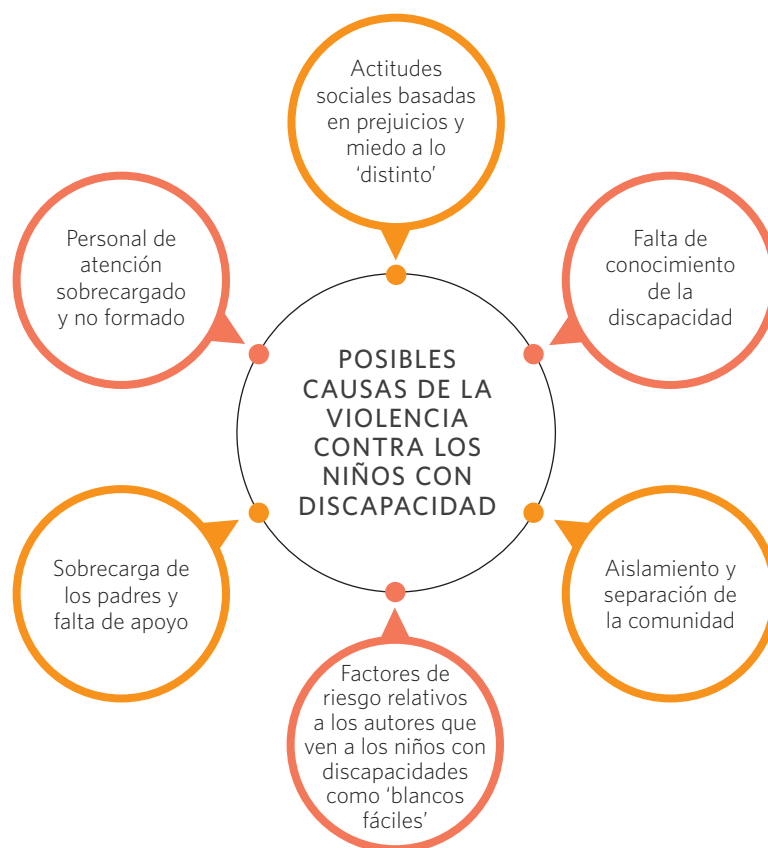 Actitudes
sociales basadas
en prejuicios y
miedo a lo
‘distinto’
Personal de
atención
sobrecargado
y no formado
Falta de
conocimiento
de la
discapacidad
POSIBLES
CAUSAS DE LA
VIOLENCIA
CONTRA LOS
NIÑOS CON
DISCAPACIDAD
Sobrecarga de
los padres y
falta de apoyo
Aislamiento y
separación de
la comunidad
Factores de
riesgo relativos
a los autores que
ven a los niños con
discapacidades
como ‘blancos
fáciles’